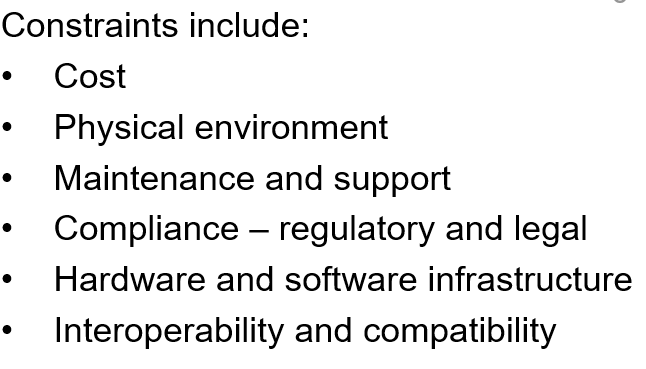 Constraints include:
• Cost
• Physical environment
• Maintenance and support
• Compliance – regulatory and legal
• Hardware and software infrastructure
• Interoperability and compatibility